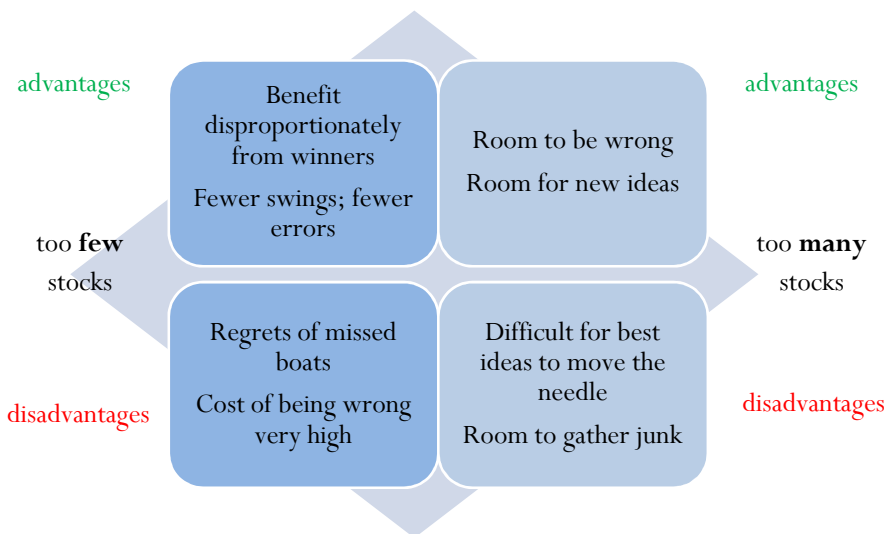 advantages
advantages
Benefit
disproportionately
from winners
Fewer swings; fewer
errors
Room to be wrong
Room for new ideas
too few
stocks
too many
stocks
Regrets of missed
boats
Cost of being wrong
very high
Difficult for best
ideas to move the
needle
Room to gather junk
disadvantages
disadvantages